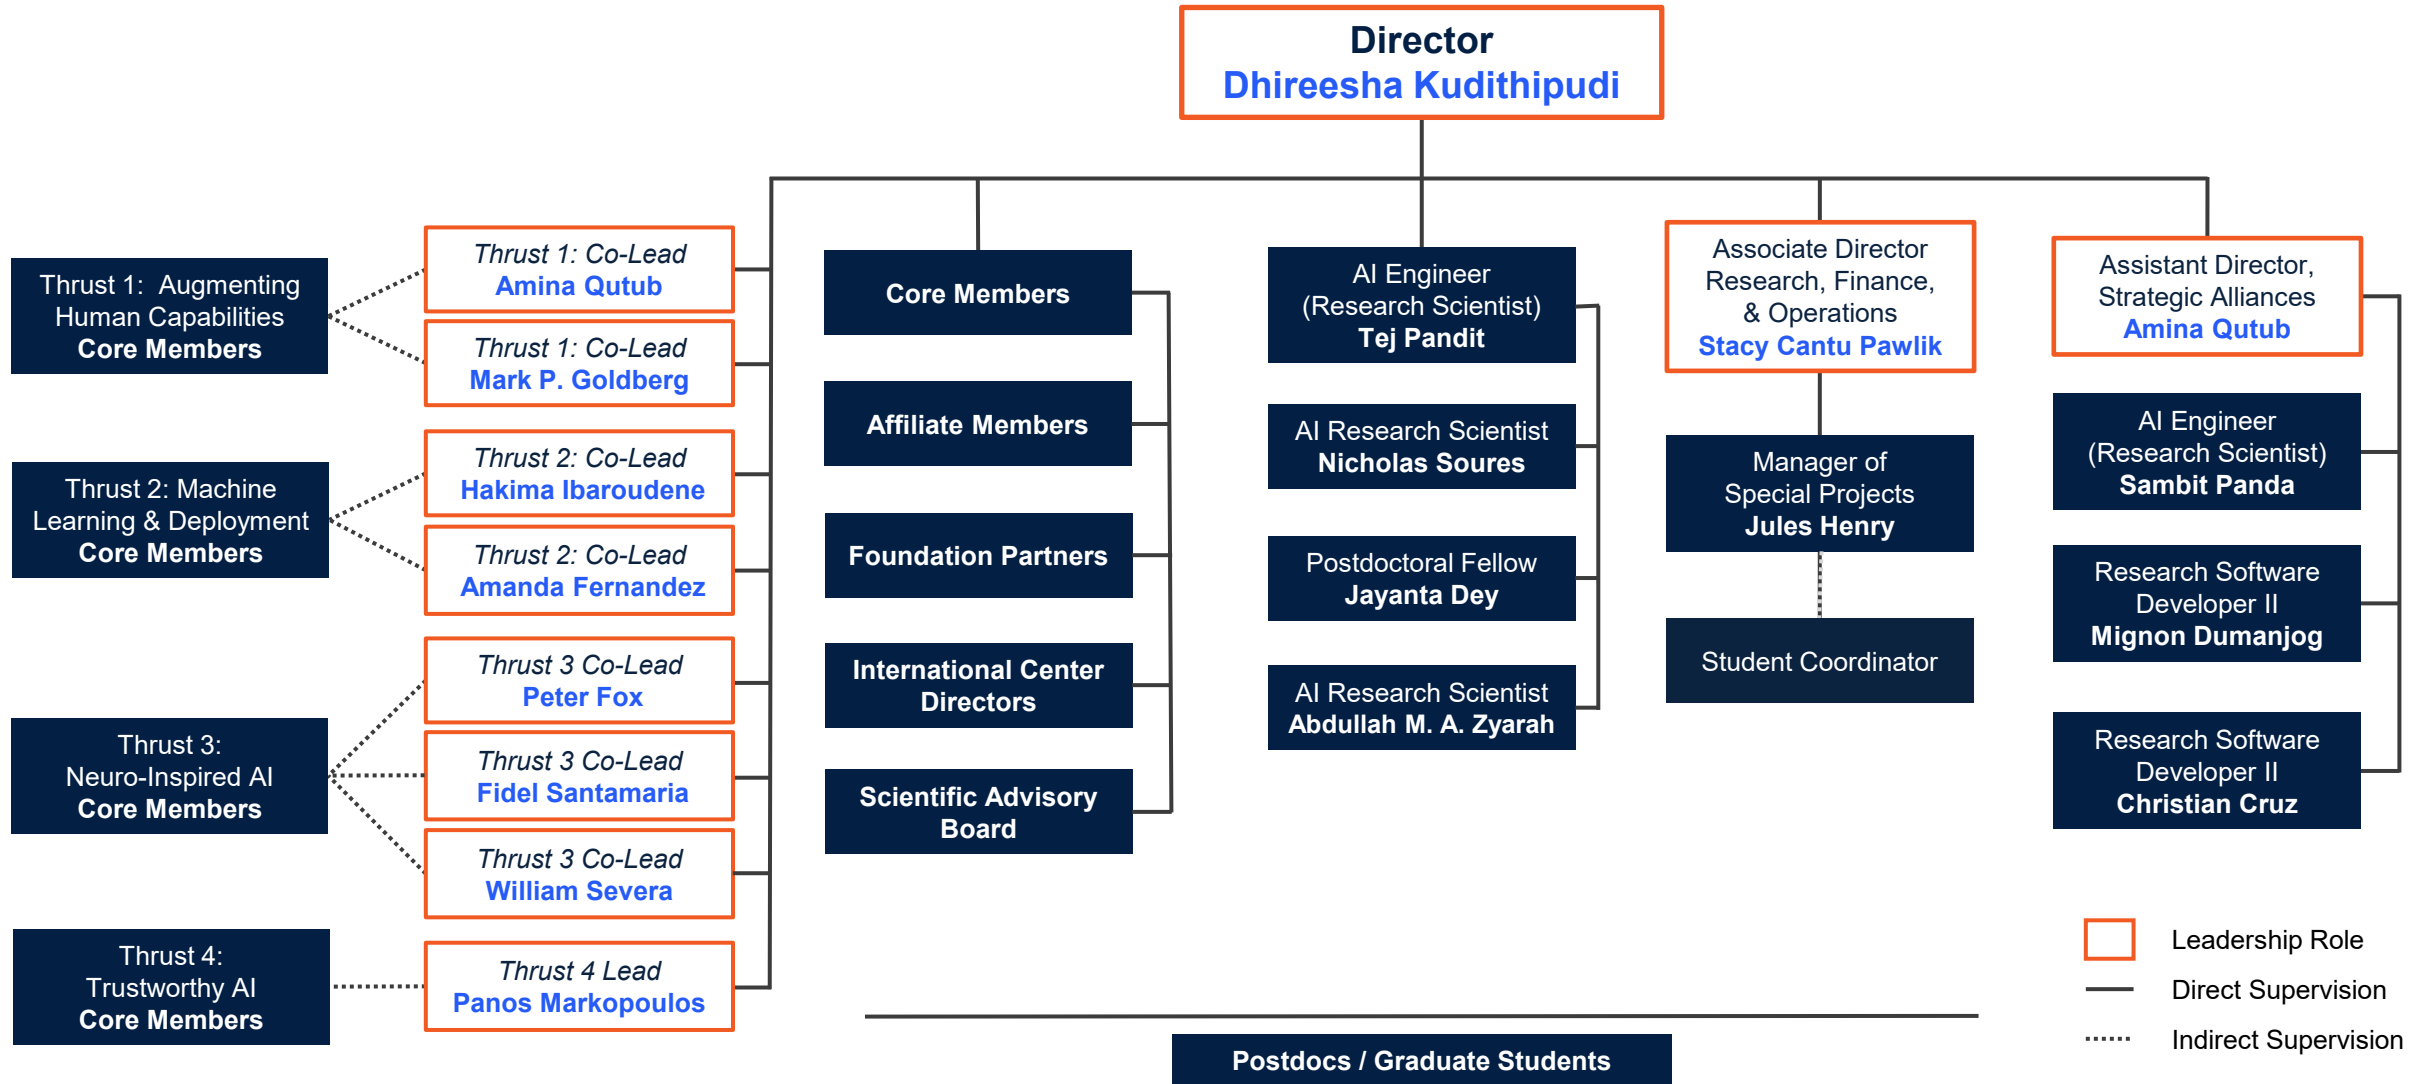 Director
Dhireesha Kudithipudi
Thrust 1:  Augmenting
Human Capabilities
Core Members
Thrust 1: Co-Lead
Amina Qutub
Thrust 1: Co-Lead
Mark P. Goldberg
Thrust 2: Machine
Learning & Deployment
Core Members
Thrust 2: Co-Lead
Hakima Ibaroudene
Thrust 2: Co-Lead
Amanda Fernandez
Thrust 3:
Neuro-Inspired AI
Core Members
Thrust 3 Co-Lead
Peter Fox
Thrust 3 Co-Lead
Fidel Santamaria
Thrust 3 Co-Lead
William Severa
Thrust 4:
Trustworthy AI
Core Members
Thrust 4 Lead
Panos Markopoulos
Core Members
Affiliate Members
Foundation Partners
International Center
Directors
Scientific Advisory
Board
AI Engineer
(Research Scientist)
Tej Pandit
AI Research Scientist
Nicholas Soures
Postdoctoral Fellow
Jayanta Dey
AI Research Scientist
Abdullah M. A. Zyarah
Associate Director
Research, Finance,
& Operations
Stacy Cantu Pawlik
Manager of
Special Projects
Jules Henry
Student Coordinator
Assistant Director,
Strategic Alliances
Amina Qutub
AI Engineer
(Research Scientist)
Sambit Panda
Research Software
Developer II
Mignon Dumanjog
Research Software
Developer II
Christian Cruz
Postdocs / Graduate Students
Leadership Role
Direct Supervision
Indirect Supervision